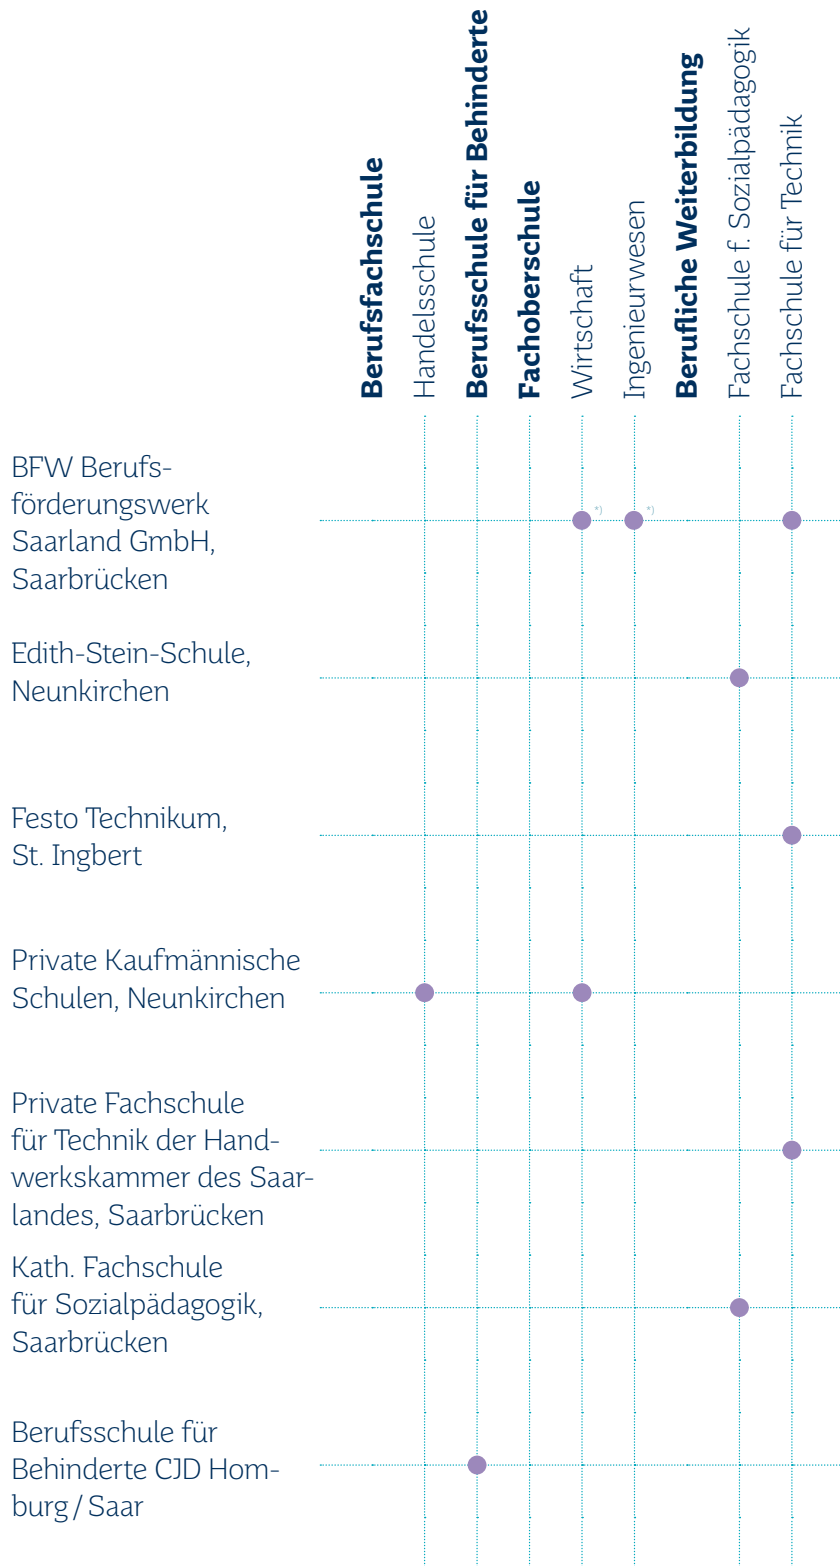 Berufsfachschule
Handelsschule
Berufsschule für Behinderte
Fachoberschule
Wirtschaft
Ingenieurwesen
Berufliche Weiterbildung
Fachschule f. Sozialpädagogik
Fachschule für Technik
BFW Berufs-
förderungswerk
Saarland GmbH,
Saarbrücken
*)
*)
Edith-Stein-Schule,
Neunkirchen
Festo Technikum,
St. Ingbert
Private Kaufmännische
Schulen, Neunkirchen
Private Fachschule
für Technik der Hand-
werkskammer des Saar-
landes, Saarbrücken
Kath. Fachschule
für Sozialpädagogik,
Saarbrücken
Berufsschule für
Behinderte CJD Hom-
burg / Saar